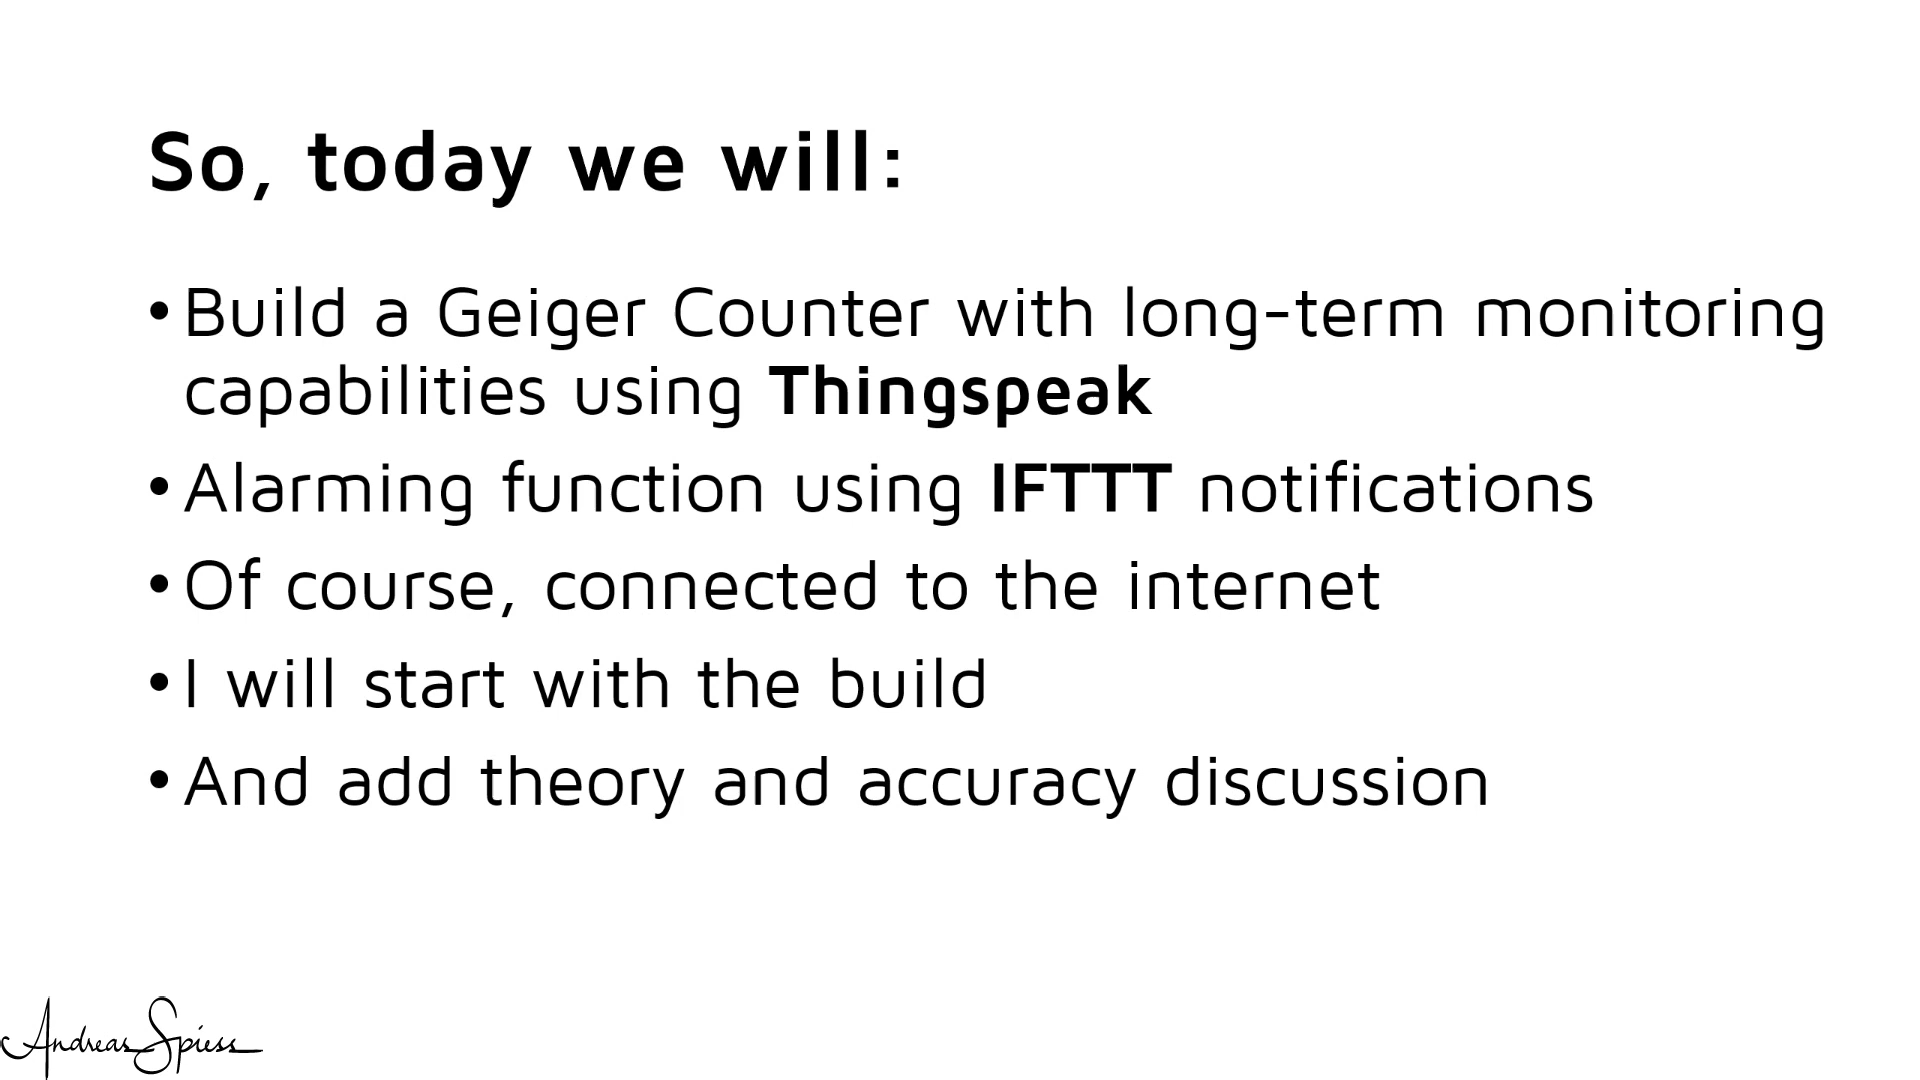 So, today we will:
• Build a Geiger Counter with long-term monitoring
capabilities using Thingspeak
• Alarming function using IFTTT notifications
• Of course, connected to the internet
• I will start with the build
• And add theory and accuracy discussion
Andreas Spiess